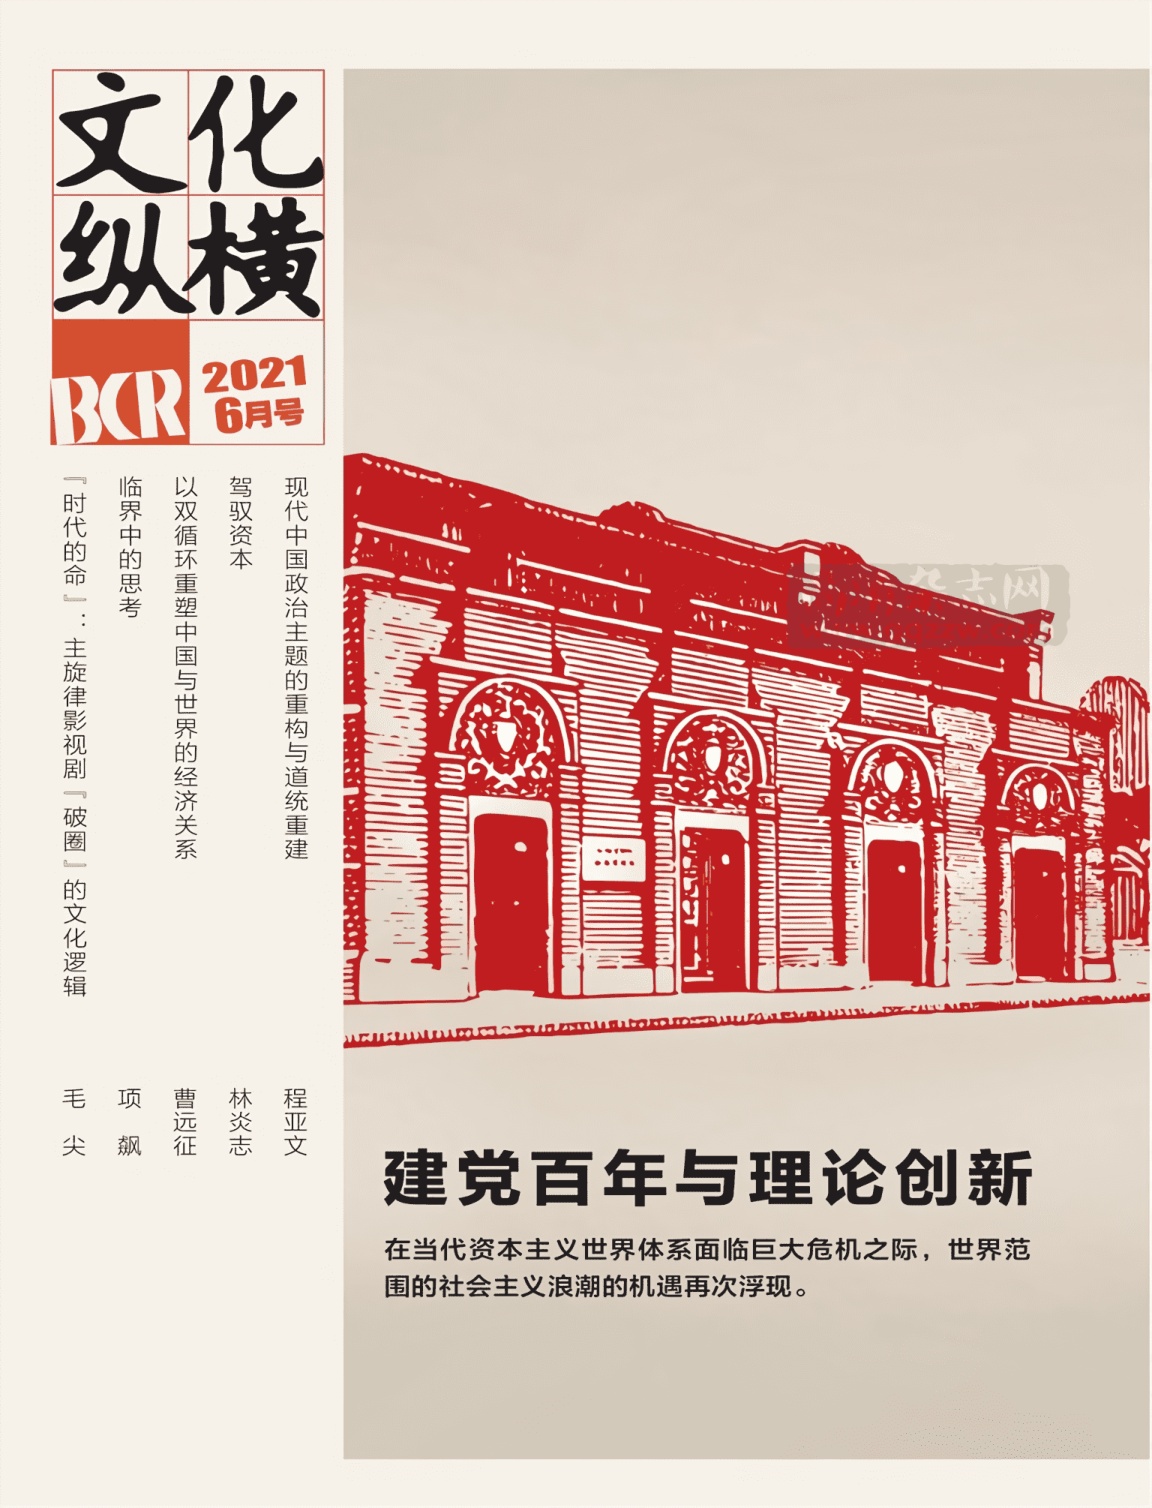 文化
纵横
BCR
2021
6月号
现代中国政治主题的重构与道统重建
程亚文
驾驭资本
林炎志
以双循环重塑中国与世界的经济关系
曹远征
临界中的思考
项飙
『时代的命』：主旋律影视剧『破圈』的文化逻辑
毛尖
杂志网
建党百年与理论创新
在当代资本主义世界体系面临巨大危机之际，世界范
围的社会主义浪潮的机遇再次浮现。